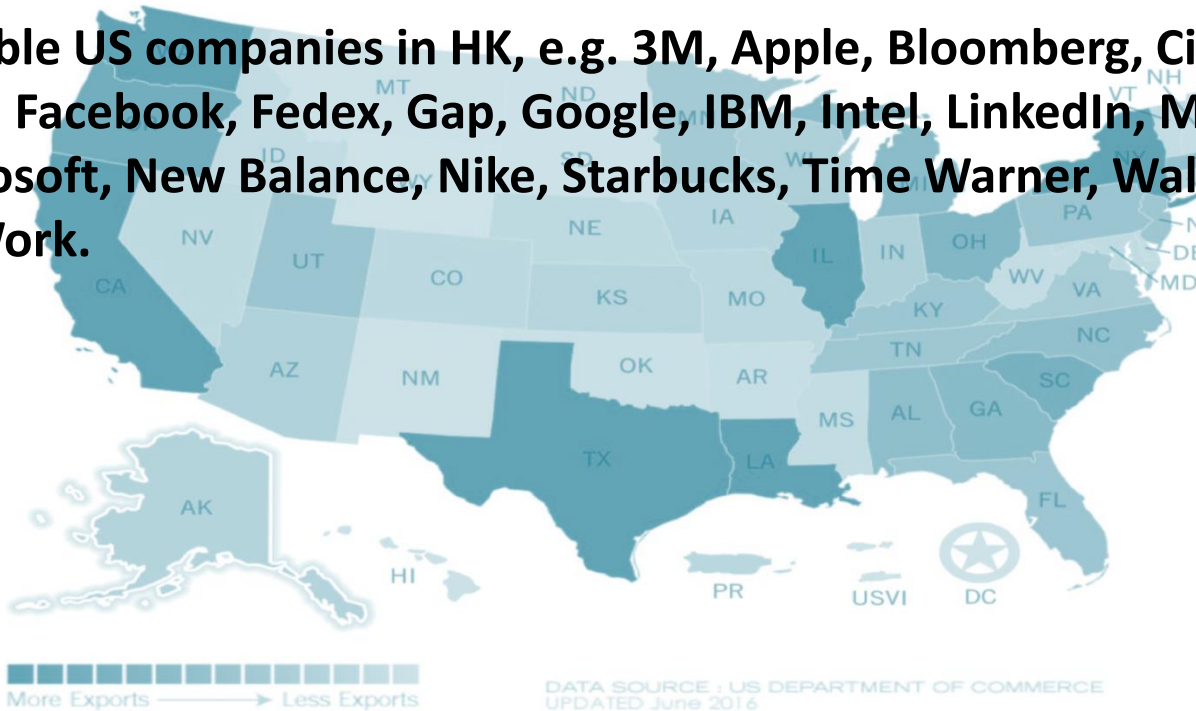 ble US companies in HK, e.g. 3M, Apple, Bloomberg, Ci
Facebook, Fedex, Gap, Google, IBM, Intel, LinkedIn, M
osoft, New Balance, Nike, Starbucks, Time Warner, Wal
Work.
MT
ND
MN
VT
NH
ID
SD
WY
WI
MI
NY
NV
UT
CO
NE
IA
PA
CA
KS
MO
IL
IN
OH
WV
VA
DE
MD
KY
AZ
NM
OK
AR
TN
NC
SC
MS
AL
GA
TX
LA
FL
AK
HI
PR
USVI
DC
More Exports
Less Exports
DATA SOURCE : US DEPARTMENT OF COMMERCE
UPDATED June 2016